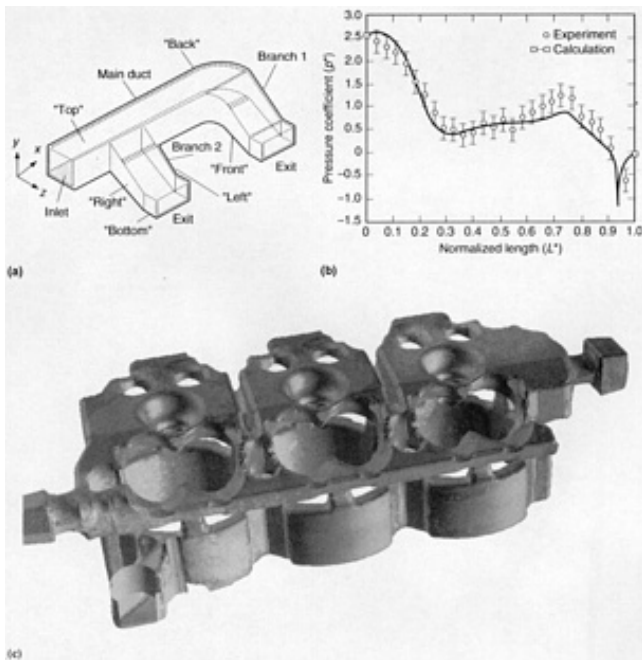 "Back"
Branch 1
Main duct
"Top"
y
x
z
Branch 2
"Front"
Exit
"Right"
"Left"
Inlet
Exit
"Bottom"
(a)
3.0
2.5
2.0
1.5
1.0
0.5
0
−0.5
−1.0
−1.5
Pressure coefficient (p*)
Experiment
Calculation
0 0.1 0.2 0.3 0.4 0.5 0.6 0.7 0.8 0.9 1.0
Normalized length (L*)
(b)
(c)